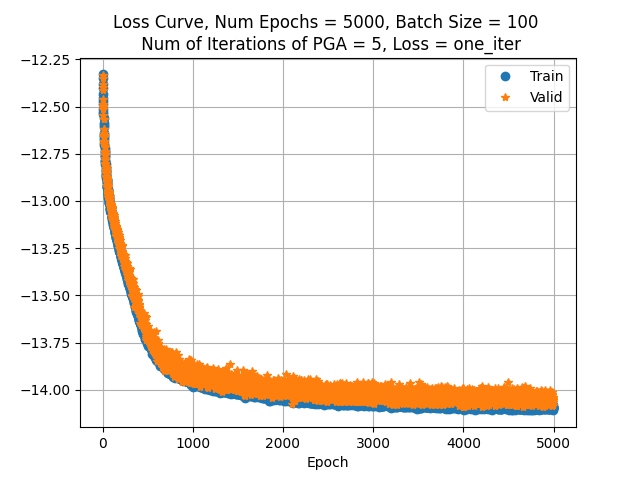 Loss Curve, Num Epochs = 5000, Batch Size = 100
Num of Iterations of PGA = 5, Loss = one_iter
Train
Valid
−12.25
−12.50
−12.75
−13.00
−13.25
−13.50
−13.75
−14.00
0 1000 2000 3000 4000 5000
Epoch